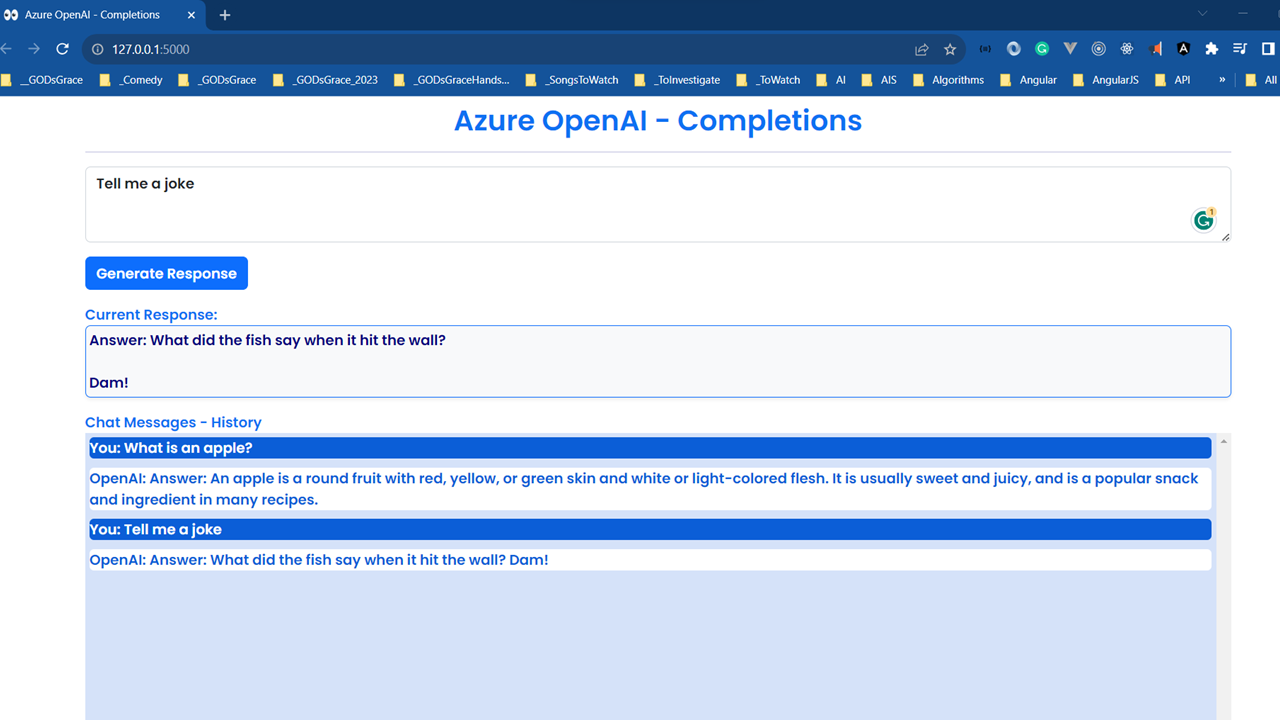 Azure OpenAI - Completions
127.0.0.1:5000
__GODsGrace _Comedy _GODsGrace _GODsGrace_2023 _GODsGraceHands... _SongsToWatch _ToInvestigate _ToWatch AI AIS Algorithms Angular AngularJS API » All
Azure OpenAI - Completions
Tell me a joke
1
Generate Response
Current Response:
Answer: What did the fish say when it hit the wall?
Dam!
Chat Messages - History
You: What is an apple?
OpenAI: Answer: An apple is a round fruit with red, yellow, or green skin and white or light-colored flesh. It is usually sweet and juicy, and is a popular snack
and ingredient in many recipes.
You: Tell me a joke
OpenAI: Answer: What did the fish say when it hit the wall? Dam!